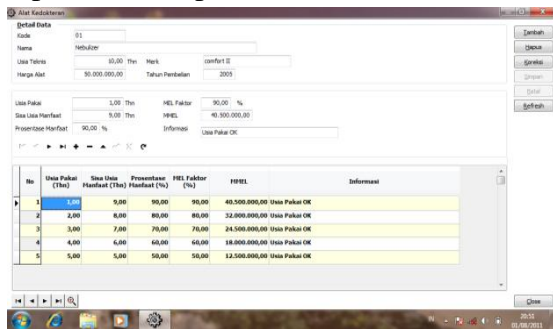 Alat Kedokteran
Detail Data
Kode 01
Nama Nebulizer
Usia Teknis 10,00 Thn Merk comfort II
Harga Alat 50.000.000,00 Tahun Pembelian 2005
Usia Pakai 1,00 Thn MEL Faktor 90,00 %
Sisa Usia Manfaat 9,00 Thn MMEL 40.500.000,00
Prosentase Manfaat 90,00 % Informasi Usia Pakai OK
No Usia Pakai (Thn) Sisa Usia Manfaat (Thn) Prosentase Manfaat (%) MEL Faktor (%) MMEL Informasi
1 1,00 9,00 90,00 90,00 40.500.000,00 Usia Pakai OK
2 2,00 8,00 80,00 80,00 32.000.000,00 Usia Pakai OK
3 3,00 7,00 70,00 70,00 24.500.000,00 Usia Pakai OK
4 4,00 6,00 60,00 60,00 18.000.000,00 Usia Pakai OK
5 5,00 5,00 50,00 50,00 12.500.000,00 Usia Pakai OK
Tambah
Hapus
Koreksi
Simpan
Batal
Refresh
Close
IN
20:51
01/08/2011